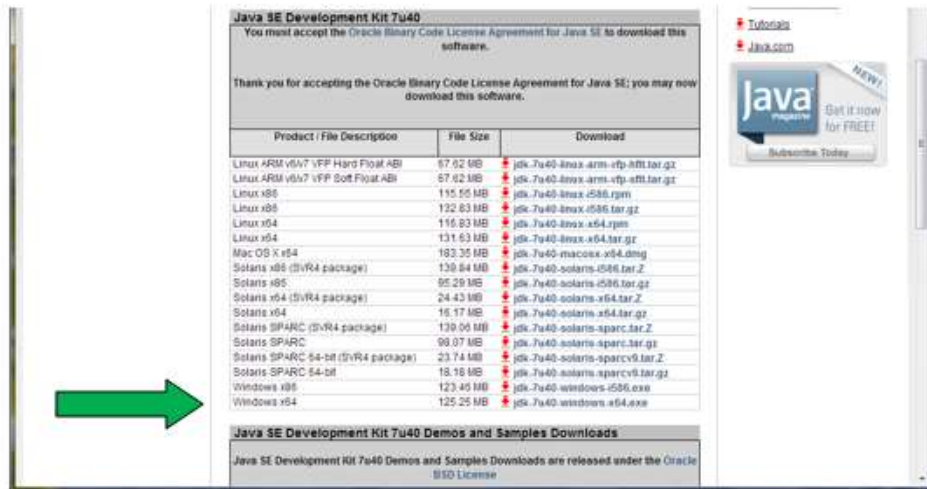 Java SE Development Kit 7u40
You must accept the Oracle Binary Code License Agreement for Java SE to download this
software.
Thank you for accepting the Oracle Binary Code License Agreement for Java SE; you may now
download this software.
Product / File Description File Size Download
Linux ARM v6/v7 VFP Hard Float ABI 67.62 MB jdk-7u40-linux-arm-vfp-hflt.tar.gz
Linux ARM v6/v7 VFP Soft Float ABI 67.62 MB jdk-7u40-linux-arm-vfp-sflt.tar.gz
Linux x86 115.55 MB jdk-7u40-linux-i586.rpm
Linux x86 132.83 MB jdk-7u40-linux-i586.tar.gz
Linux x64 116.83 MB jdk-7u40-linux-x64.rpm
Linux x64 131.63 MB jdk-7u40-linux-x64.tar.gz
Mac OS X x64 183.35 MB jdk-7u40-macosx-x64.dmg
Solaris x86 (SVR4 package) 139.84 MB jdk-7u40-solaris-i586.tar.Z
Solaris x86 95.29 MB jdk-7u40-solaris-i586.tar.gz
Solaris x64 (SVR4 package) 24.43 MB jdk-7u40-solaris-x64.tar.Z
Solaris x64 16.17 MB jdk-7u40-solaris-x64.tar.gz
Solaris SPARC (SVR4 package) 139.06 MB jdk-7u40-solaris-sparc.tar.Z
Solaris SPARC 98.07 MB jdk-7u40-solaris-sparc.tar.gz
Solaris SPARC 64-bit (SVR4 package) 23.74 MB jdk-7u40-solaris-sparcv9.tar.Z
Solaris SPARC 64-bit 18.18 MB jdk-7u40-solaris-sparcv9.tar.gz
Windows x86 123.46 MB jdk-7u40-windows-i586.exe
Windows x64 125.25 MB jdk-7u40-windows-x64.exe
Java SE Development Kit 7u40 Demos and Samples Downloads
Java SE Development Kit 7u40 Demos and Samples Downloads are released under the Oracle
BSD License
Tutorials
Java.com
NEW!
Java
magazine
Get it now
for FREE!
Subscribe Today